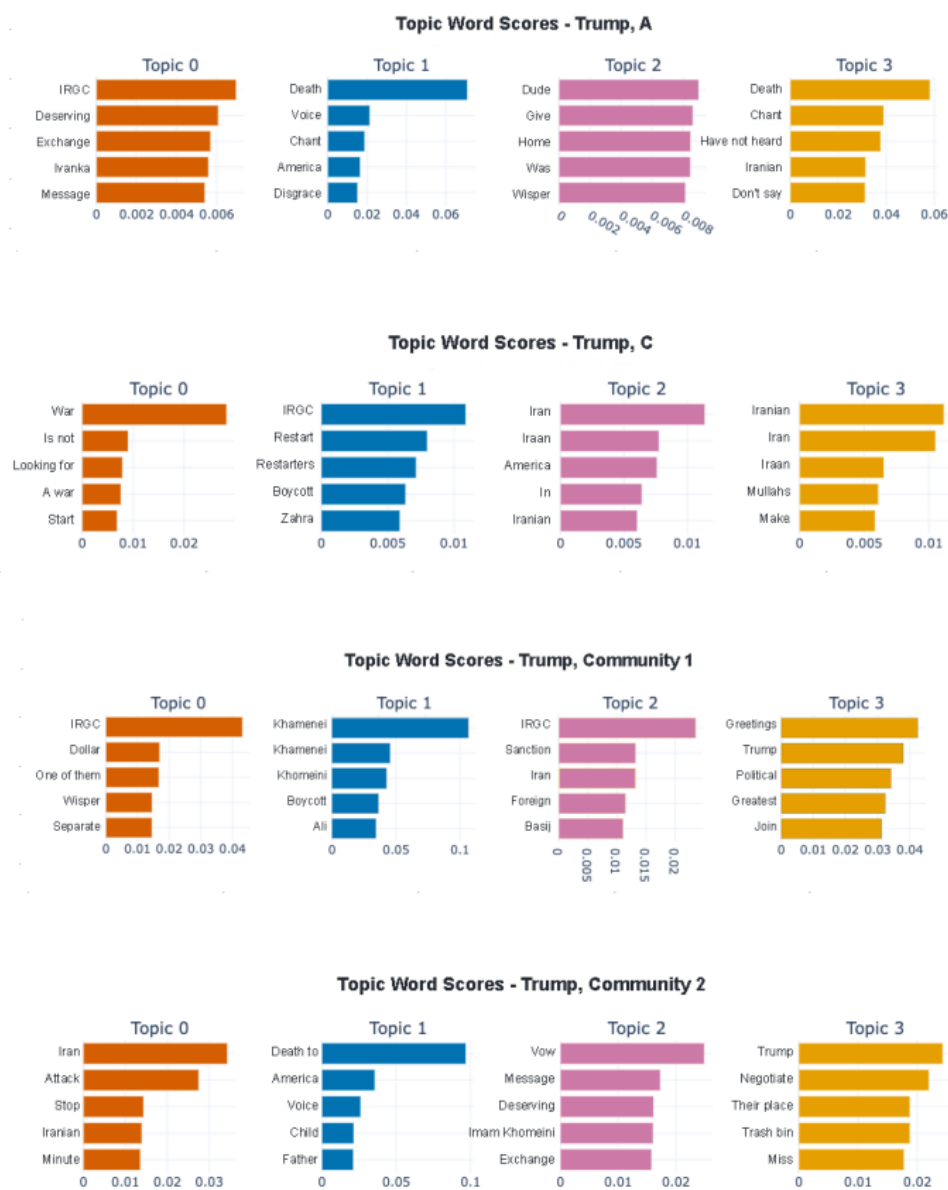 Topic Word Scores - Trump, A
Topic 0 Topic 1 Topic 2 Topic 3
IRGC Death Dude Death
Deserving Voice Give Chant
Exchange Chant Home Have not heard
Ivanka America Was Iranian
Message Disgrace Wisper Don't say
0 0.002 0.004 0.006 0 0.02 0.04 0.06 0 0.002 0.004 0.006 0.008 0 0.02 0.04 0.06
Topic Word Scores - Trump, C
Topic 0 Topic 1 Topic 2 Topic 3
War IRGC Iran Iranian
Is not Restart Iraan Iran
Looking for Restarters America Iraan
A war Boycott In Mullahs
Start Zahra Iranian Make
0 0.01 0.02 0 0.005 0.01 0 0.005 0.01 0 0.005 0.01
Topic Word Scores - Trump, Community 1
Topic 0 Topic 1 Topic 2 Topic 3
IRGC Khamenei IRGC Greetings
Dollar Khamenei Sanction Trump
One of them Khomeini Iran Political
Wisper Boycott Foreign Greatest
Separate Ali Basij Join
0 0.01 0.02 0.03 0.04 0 0.05 0.1 0 0.005 0.01 0.015 0.02 0 0.01 0.02 0.03 0.04
Topic Word Scores - Trump, Community 2
Topic 0 Topic 1 Topic 2 Topic 3
Iran Death to Vow Trump
Attack America Message Negotiate
Stop Voice Deserving Their place
Iranian Child Imam Khomeini Trash bin
Minute Father Exchange Miss
0 0.01 0.02 0.03 0 0.05 0.1 0 0.01 0.02 0 0.01 0.02